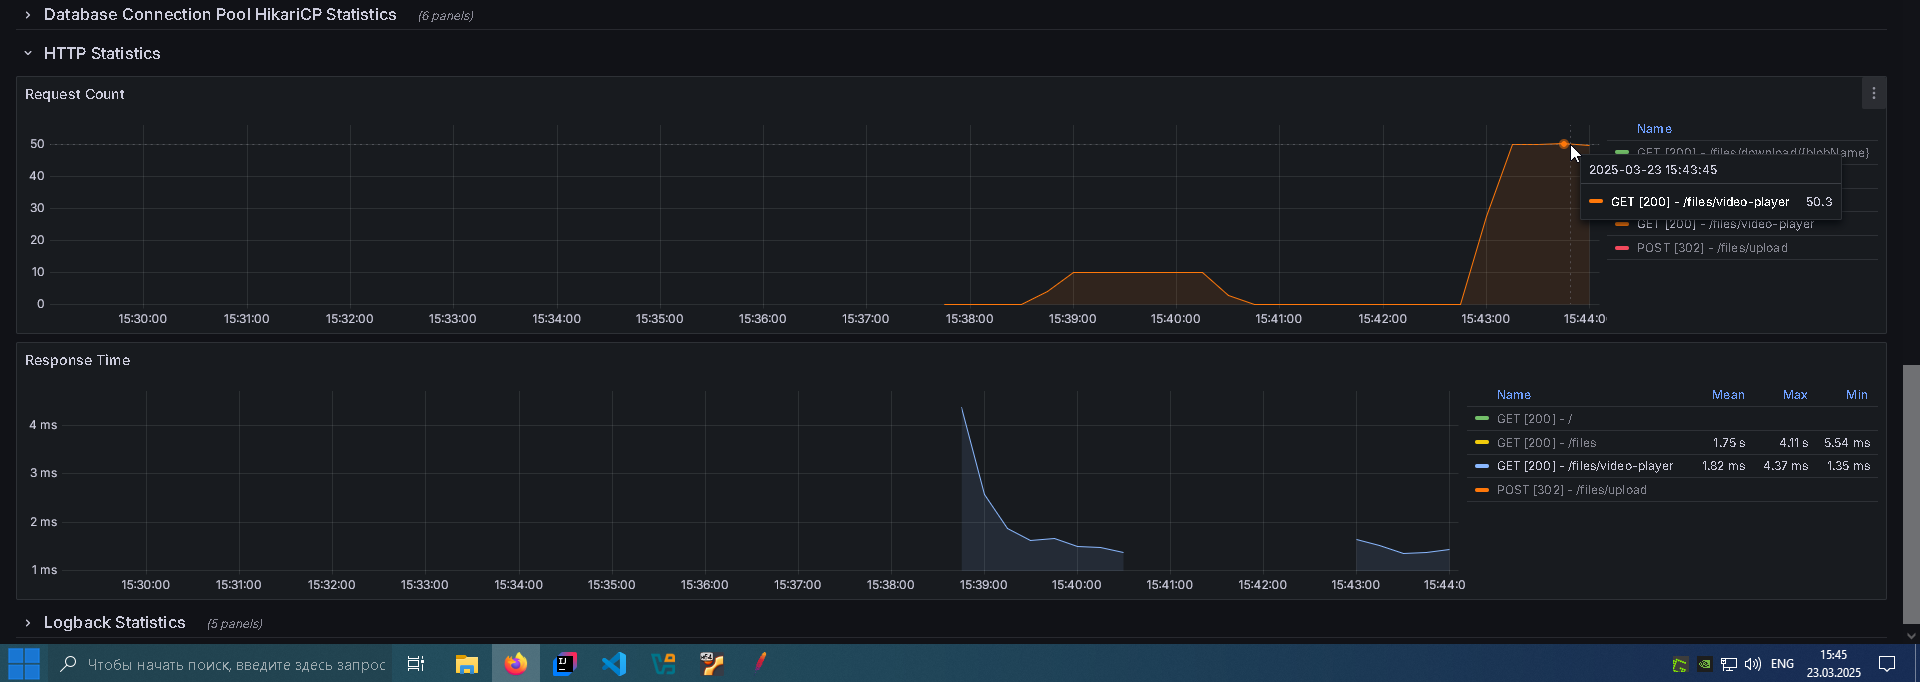 Database Connection Pool HikariCP Statistics (6 panels)
HTTP Statistics
Request Count
50
40
30
20
10
0
15:30:00 15:31:00 15:32:00 15:33:00 15:34:00 15:35:00 15:36:00 15:37:00 15:38:00 15:39:00 15:40:00 15:41:00 15:42:00 15:43:00 15:44:0
Name
GET [200] - /files/download/{blobName}
2025-03-23 15:43:45
GET [200] - /files/video-player 50.3
GET [200] - /files/video-player
POST [302] - /files/upload
Response Time
4 ms
3 ms
2 ms
1 ms
15:30:00 15:31:00 15:32:00 15:33:00 15:34:00 15:35:00 15:36:00 15:37:00 15:38:00 15:39:00 15:40:00 15:41:00 15:42:00 15:43:00 15:44:0
Name Mean Max Min
GET [200] - /
GET [200] - /files 1.75 s 4.11 s 5.54 ms
GET [200] - /files/video-player 1.82 ms 4.37 ms 1.35 ms
POST [302] - /files/upload
Logback Statistics (5 panels)
Чтобы начать поиск, введите здесь запрос
ENG
15:45
23.03.2025